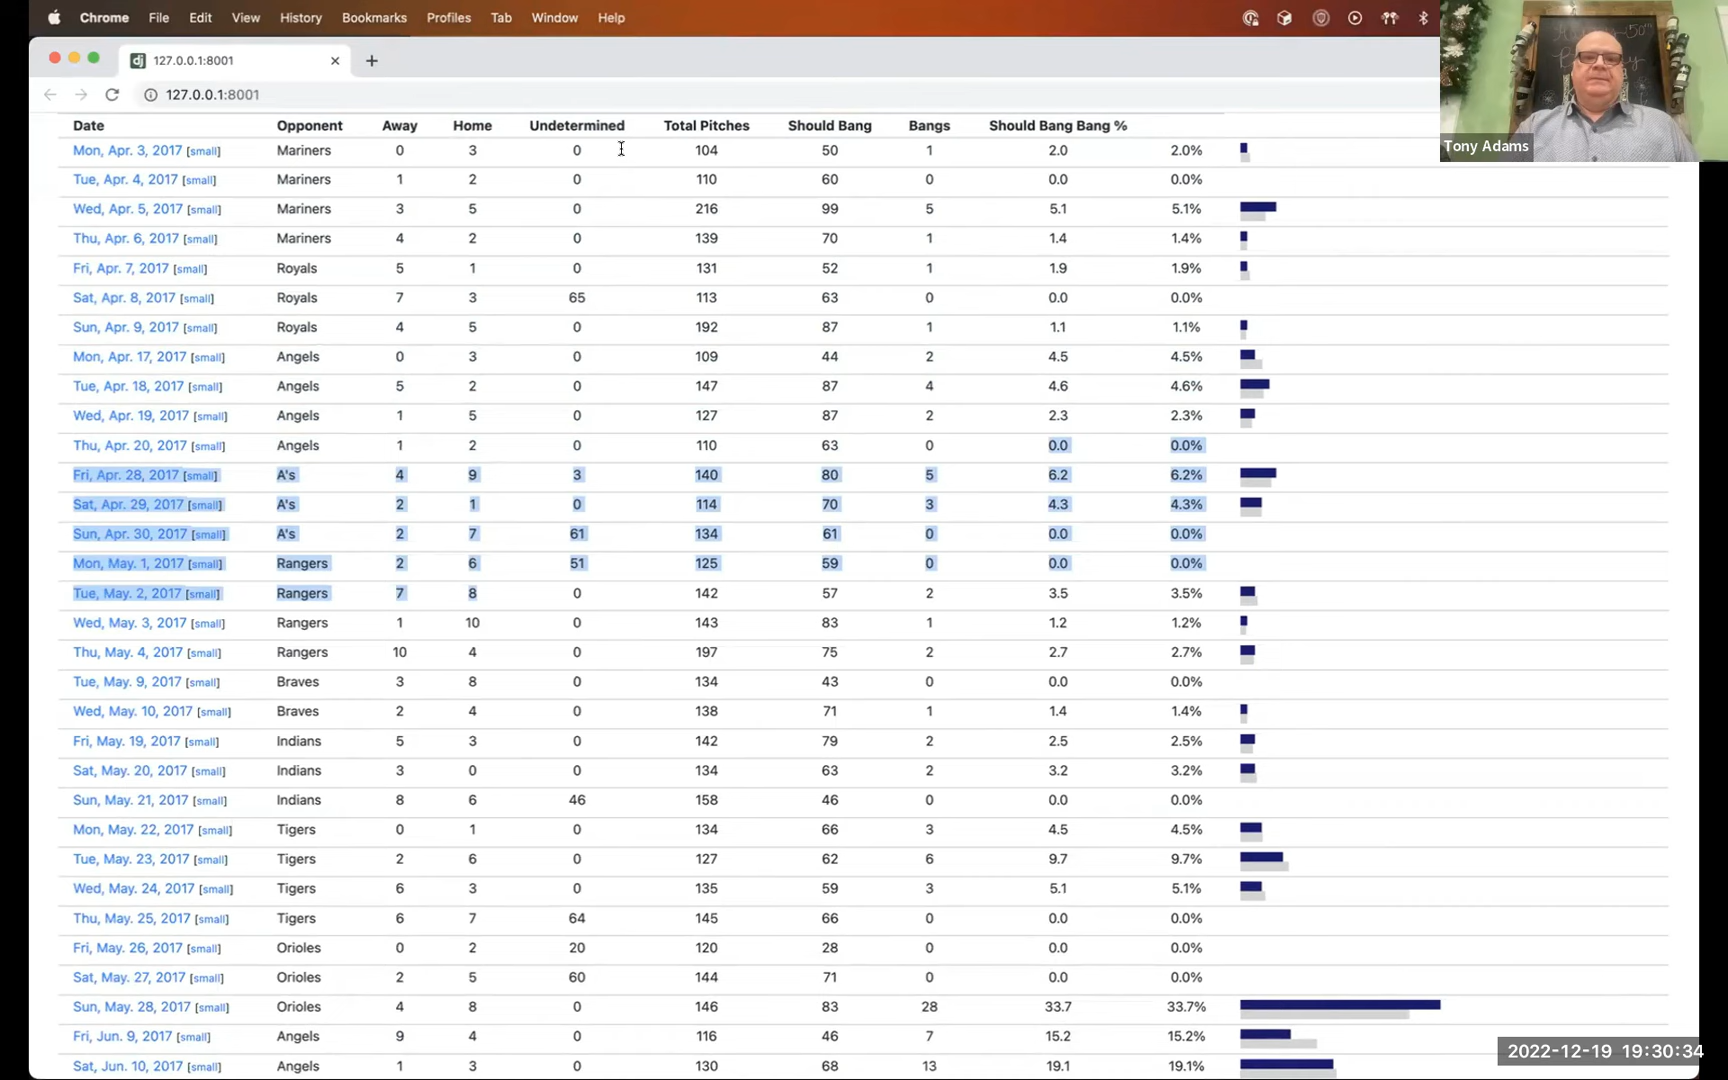 Chrome File Edit View History Bookmarks Profiles Tab Window Help
127.0.0.1:8001
127.0.0.1:8001
Tony Adams
Date Opponent Away Home Undetermined Total Pitches Should Bang Bangs Should Bang Bang %
Mon, Apr. 3, 2017 [small] Mariners 0 3 0 104 50 1 2.0 2.0%
Tue, Apr. 4, 2017 [small] Mariners 1 2 0 110 60 0 0.0 0.0%
Wed, Apr. 5, 2017 [small] Mariners 3 5 0 216 99 5 5.1 5.1%
Thu, Apr. 6, 2017 [small] Mariners 4 2 0 139 70 1 1.4 1.4%
Fri, Apr. 7, 2017 [small] Royals 5 1 0 131 52 1 1.9 1.9%
Sat, Apr. 8, 2017 [small] Royals 7 3 65 113 63 0 0.0 0.0%
Sun, Apr. 9, 2017 [small] Royals 4 5 0 192 87 1 1.1 1.1%
Mon, Apr. 17, 2017 [small] Angels 0 3 0 109 44 2 4.5 4.5%
Tue, Apr. 18, 2017 [small] Angels 5 2 0 147 87 4 4.6 4.6%
Wed, Apr. 19, 2017 [small] Angels 1 5 0 127 87 2 2.3 2.3%
Thu, Apr. 20, 2017 [small] Angels 1 2 0 110 63 0 0.0 0.0%
Fri, Apr. 28, 2017 [small] A's 4 9 3 140 80 5 6.2 6.2%
Sat, Apr. 29, 2017 [small] A's 2 1 0 114 70 3 4.3 4.3%
Sun, Apr. 30, 2017 [small] A's 2 7 61 134 61 0 0.0 0.0%
Mon, May. 1, 2017 [small] Rangers 2 6 51 125 59 0 0.0 0.0%
Tue, May. 2, 2017 [small] Rangers 7 8 0 142 57 2 3.5 3.5%
Wed, May. 3, 2017 [small] Rangers 1 10 0 143 83 1 1.2 1.2%
Thu, May. 4, 2017 [small] Rangers 10 4 0 197 75 2 2.7 2.7%
Tue, May. 9, 2017 [small] Braves 3 8 0 134 43 0 0.0 0.0%
Wed, May. 10, 2017 [small] Braves 2 4 0 138 71 1 1.4 1.4%
Fri, May. 19, 2017 [small] Indians 5 3 0 142 79 2 2.5 2.5%
Sat, May. 20, 2017 [small] Indians 3 0 0 134 63 2 3.2 3.2%
Sun, May. 21, 2017 [small] Indians 8 6 46 158 46 0 0.0 0.0%
Mon, May. 22, 2017 [small] Tigers 0 1 0 134 66 3 4.5 4.5%
Tue, May. 23, 2017 [small] Tigers 2 6 0 127 62 6 9.7 9.7%
Wed, May. 24, 2017 [small] Tigers 6 3 0 135 59 3 5.1 5.1%
Thu, May. 25, 2017 [small] Tigers 6 7 64 145 66 0 0.0 0.0%
Fri, May. 26, 2017 [small] Orioles 0 2 20 120 28 0 0.0 0.0%
Sat, May. 27, 2017 [small] Orioles 2 5 60 144 71 0 0.0 0.0%
Sun, May. 28, 2017 [small] Orioles 4 8 0 146 83 28 33.7 33.7%
Fri, Jun. 9, 2017 [small] Angels 9 4 0 116 46 7 15.2 15.2%
Sat, Jun. 10, 2017 [small] Angels 1 3 0 130 68 13 19.1 19.1%
2022-12-19 19:30:34